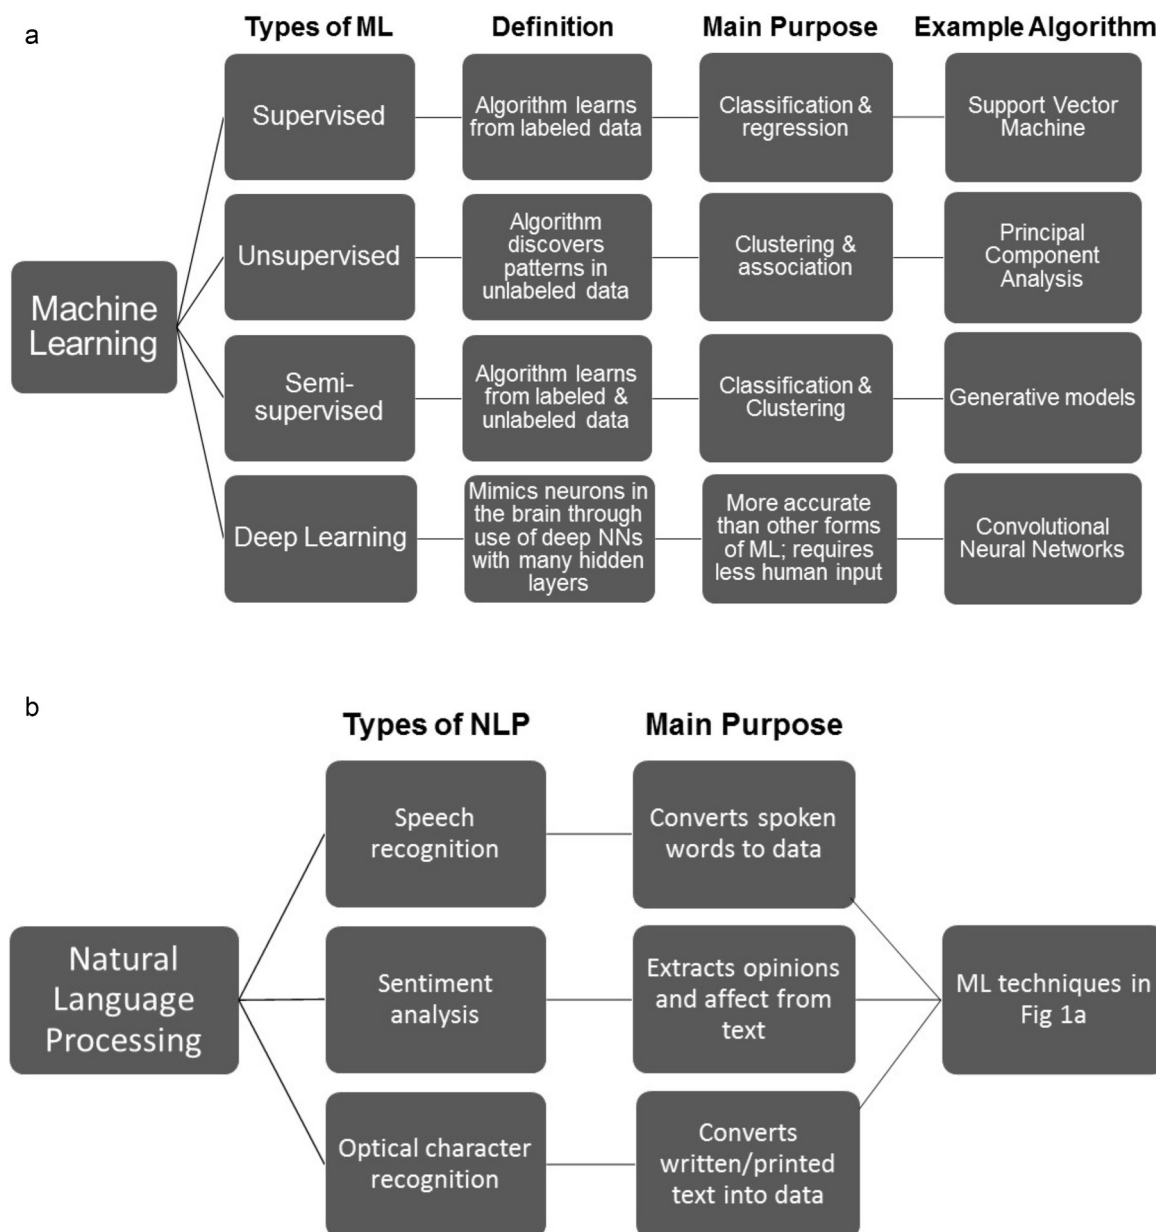 a
Types of ML
Definition
Main Purpose
Example Algorithm
Machine
Learning
Supervised
Algorithm learns
from labeled data
Classification &
regression
Support Vector
Machine
Unsupervised
Algorithm
discovers
patterns in
unlabeled data
Clustering &
association
Principal
Component
Analysis
Semi-
supervised
Algorithm learns
from labeled &
unlabeled data
Classification &
Clustering
Generative models
Deep Learning
Mimics neurons in
the brain through
use of deep NNs
with many hidden
layers
More accurate
than other forms
of ML; requires
less human input
Convolutional
Neural Networks
b
Types of NLP
Main Purpose
Natural
Language
Processing
Speech
recognition
Converts spoken
words to data
Sentiment
analysis
Extracts opinions
and affect from
text
Optical character
recognition
Converts
written/printed
text into data
ML techniques in
Fig 1a